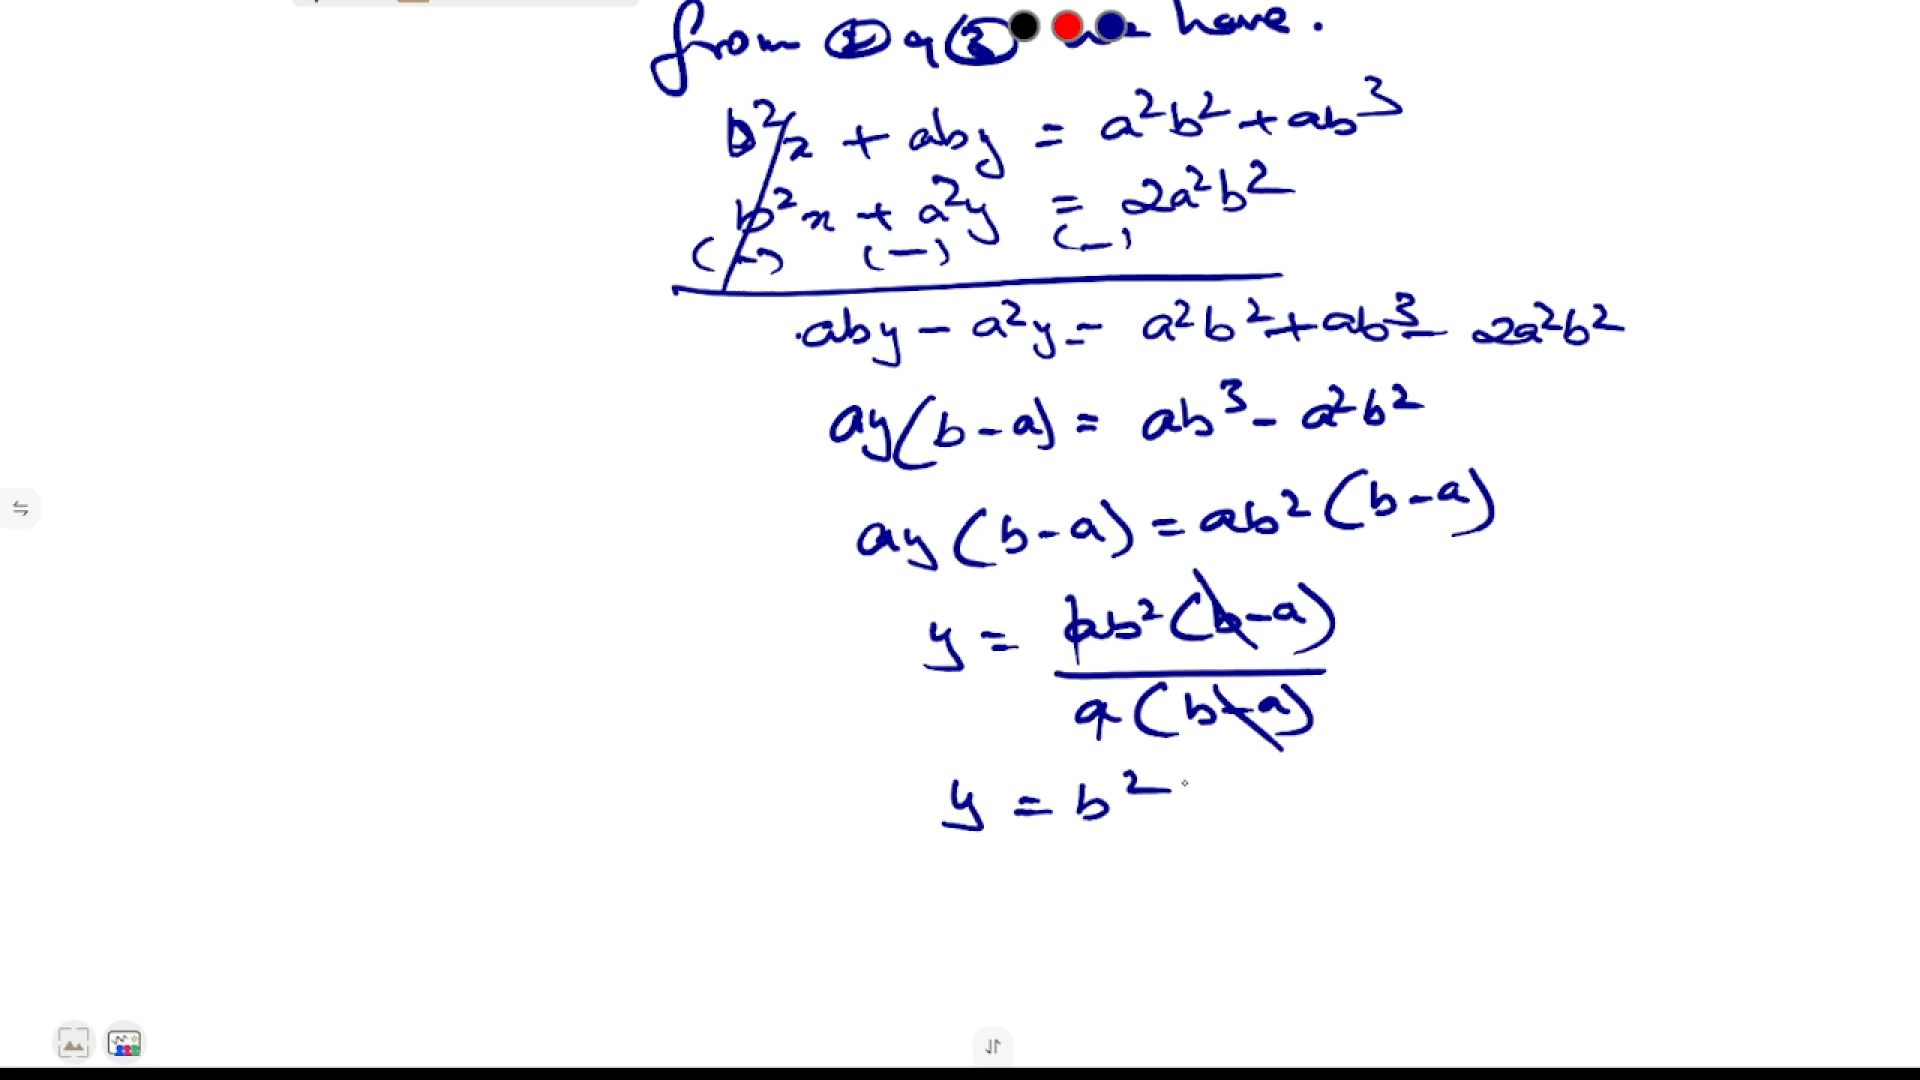 from ② & ③ we have.
b²x + aby = a²b² + ab³
b²x + a²y = 2a²b²
(-) (-) (-)
aby - a²y = a²b² + ab³ - 2a²b²
ay(b-a) = ab³ - a²b²
ay(b-a) = ab²(b-a)
y = ab²(b-a)
a(b-a)
y = b²